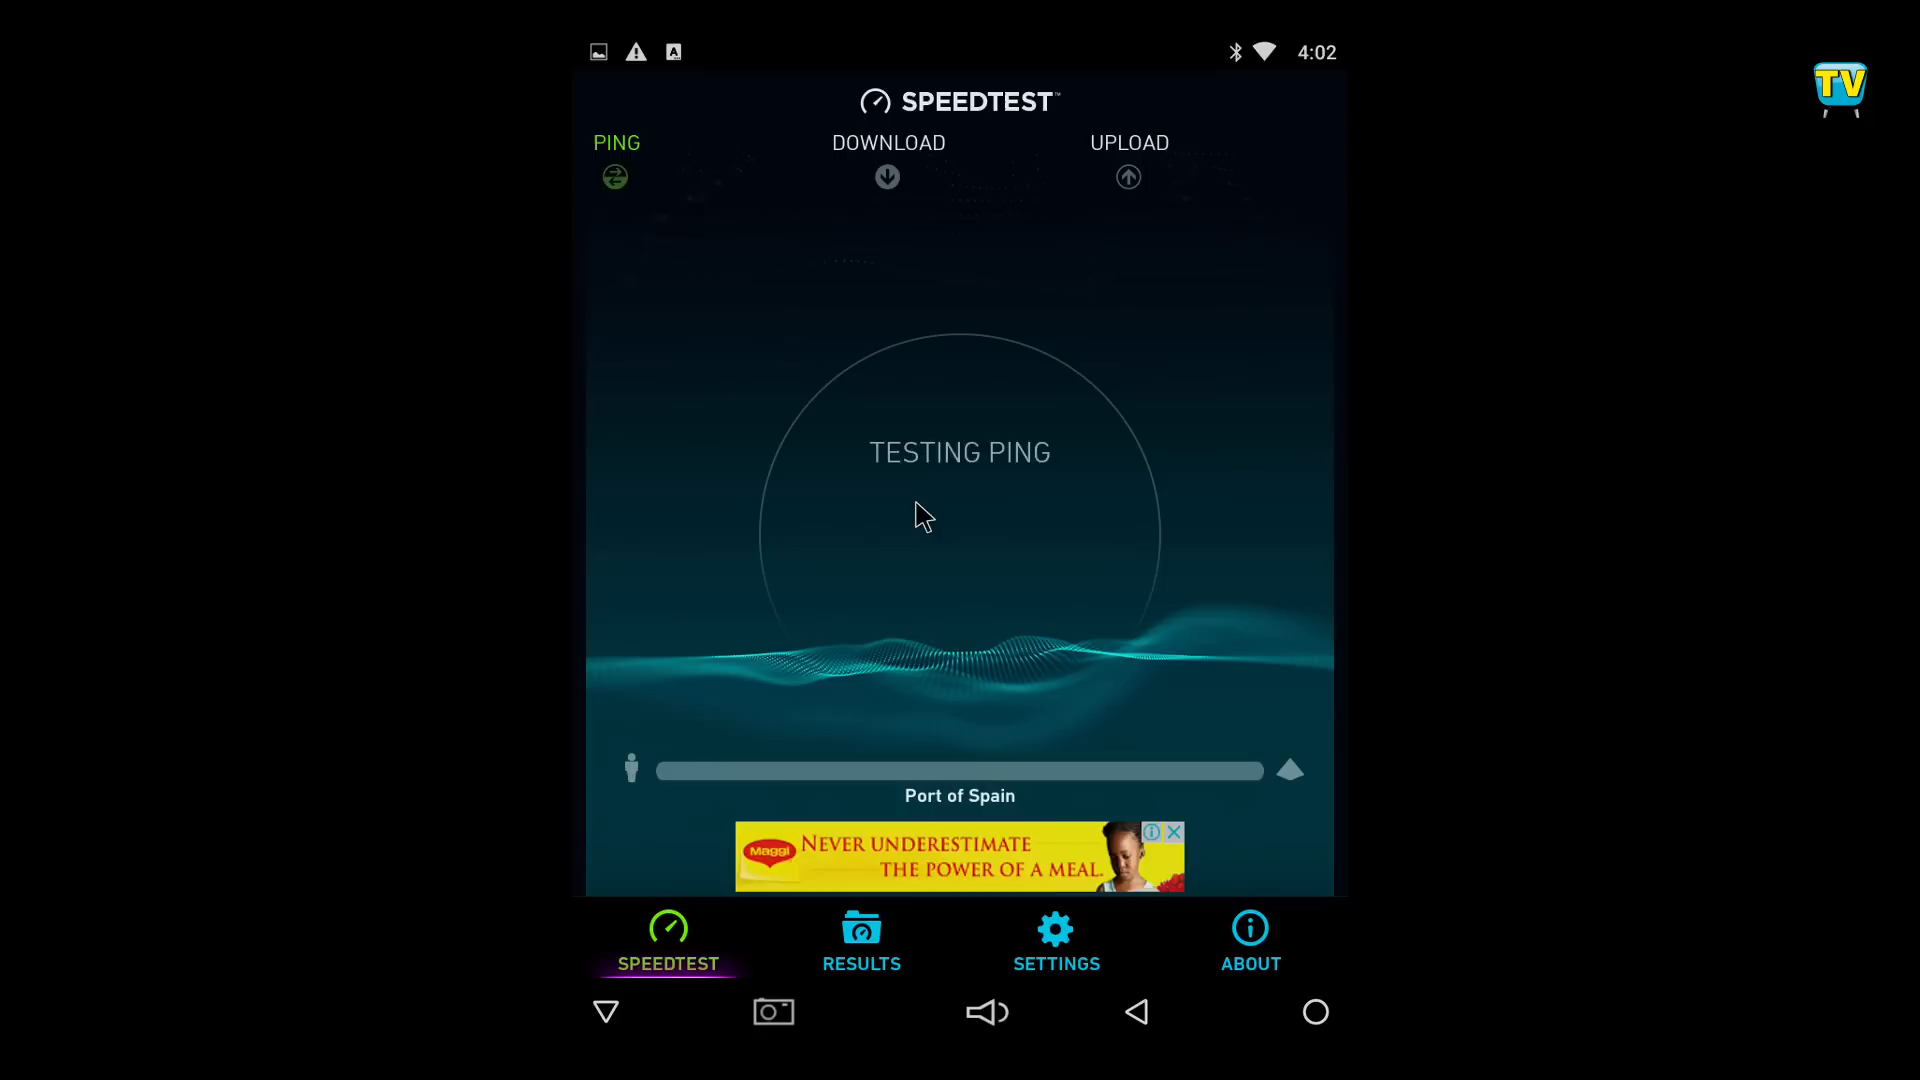 4:02
TV
SPEEDTEST™
PING
DOWNLOAD
UPLOAD
TESTING PING
Port of Spain
Maggi
NEVER UNDERESTIMATE
THE POWER OF A MEAL.
SPEEDTEST
RESULTS
SETTINGS
ABOUT